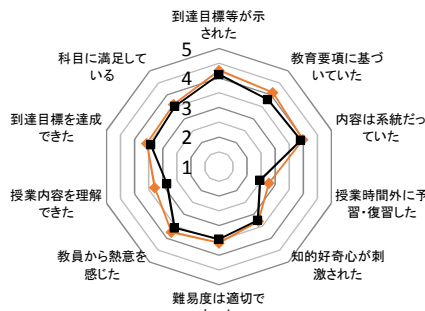 到達目標等が示
された
教育要項に基づ
いていた
内容は系統だっ
ていた
授業時間外に予
習・復習した
知的好奇心が刺
激された
難易度は適切で
教員から熱意を
感じた
授業内容を理解
できた
到達目標を達成
できた
科目に満足して
いる
5
4
3
2
1